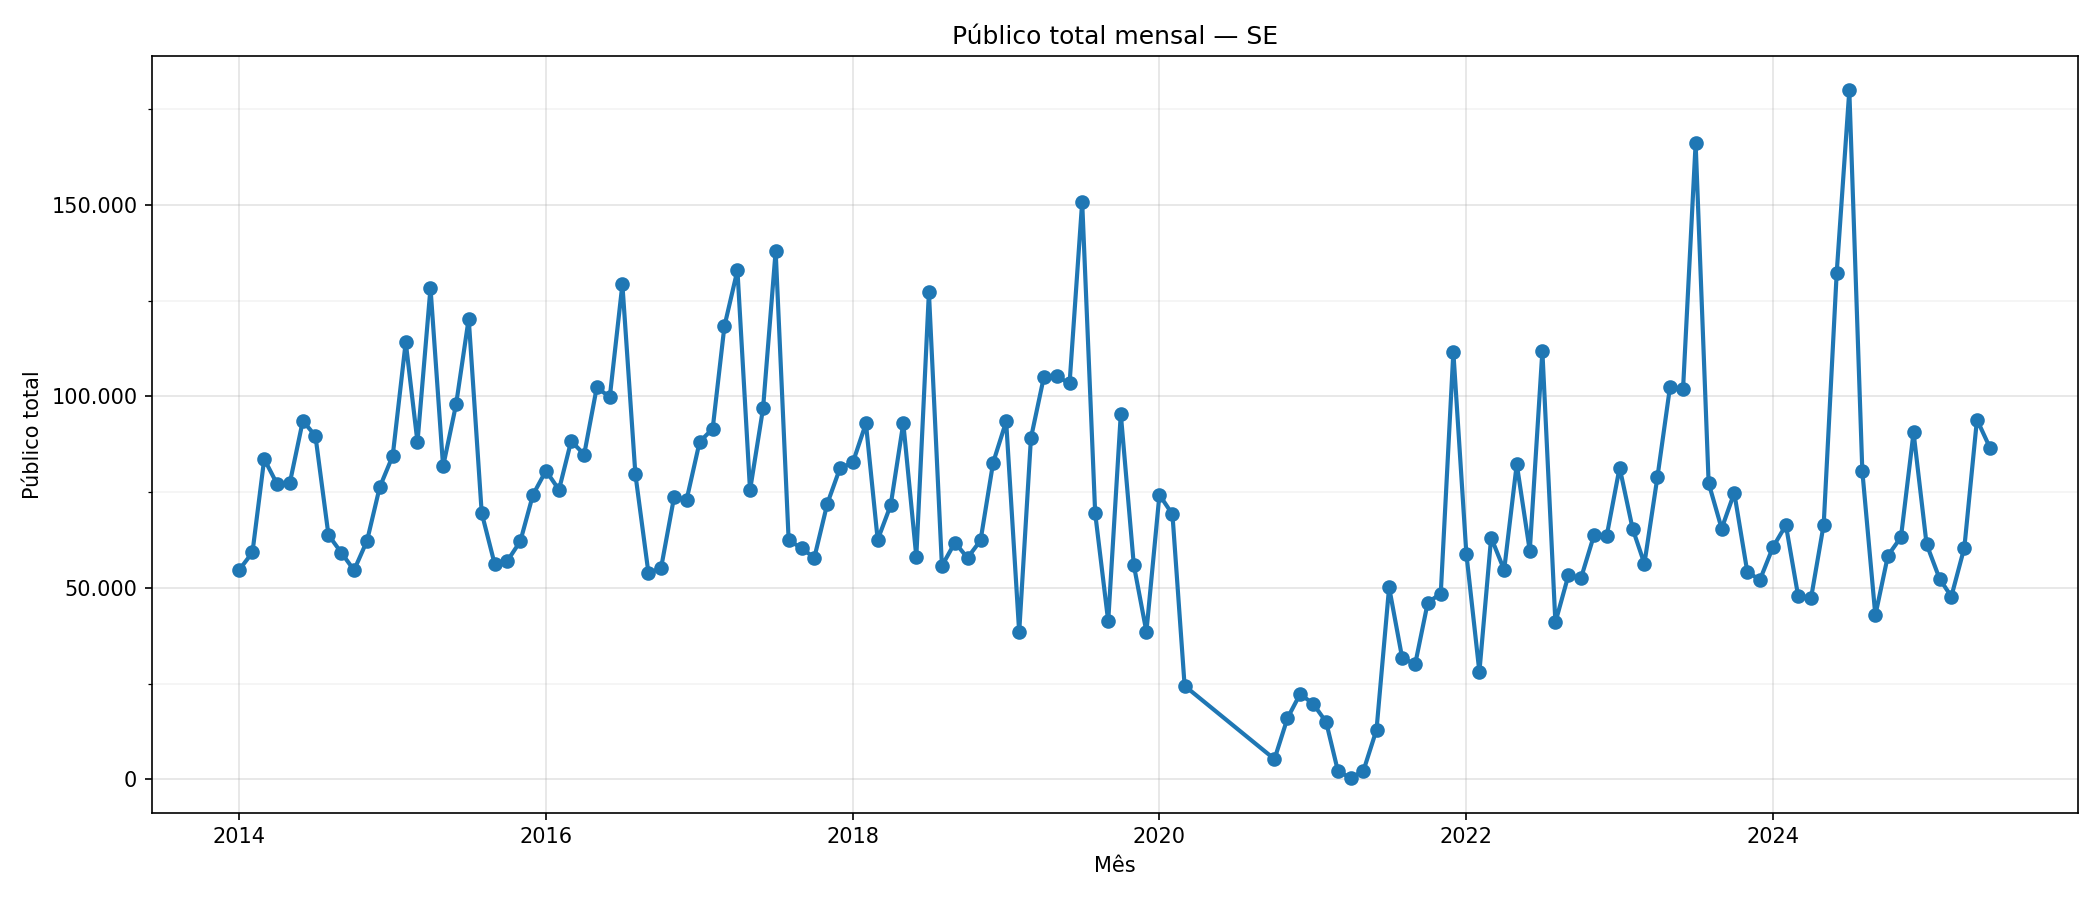 Público total mensal — SE
Público total
150.000
100.000
50.000
0
2014 2016 2018 2020 2022 2024
Mês